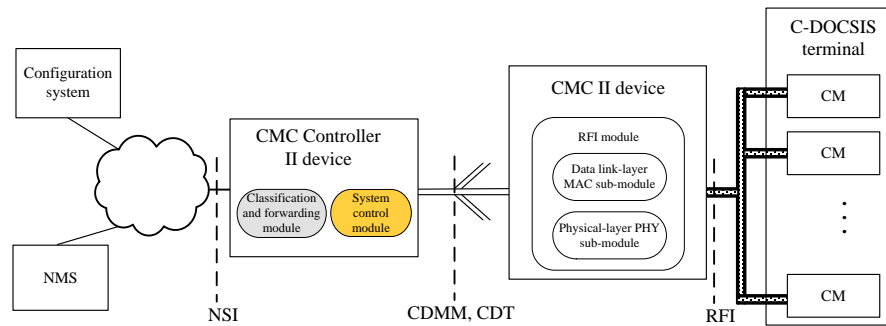 Configuration
system
NMS
CMC Controller
II device
Classification
and forwarding
module
System
control
module
NSI
CDMM, CDT
CMC II device
RFI module
Data link-layer
MAC sub-module
Physical-layer PHY
sub-module
RFI
C-DOCSIS
terminal
CM
CM
CM